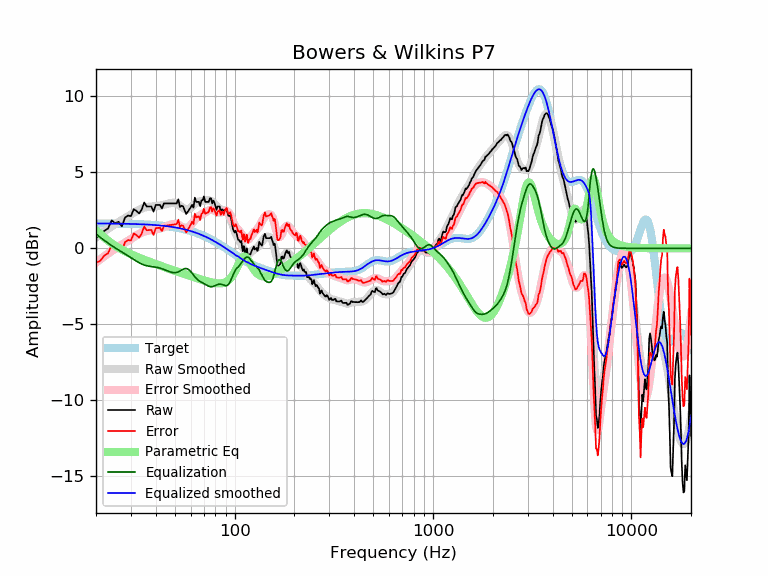 Bowers & Wilkins P7
Amplitude (dBr)
10
5
0
−5
−10
−15
Target
Raw Smoothed
Error Smoothed
Raw
Error
Parametric Eq
Equalization
Equalized smoothed
100
1000
10000
Frequency (Hz)